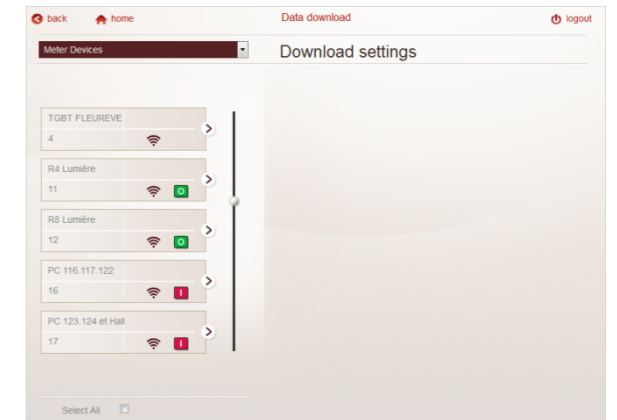 back
home
Data download
logout
Meter Devices
Download settings
TGBT FLEUREVE
4
R4 Lumière
11
O
R8 Lumière
12
O
PC 116.117.122
16
I
PC 123.124 et Hall
17
I
Select All